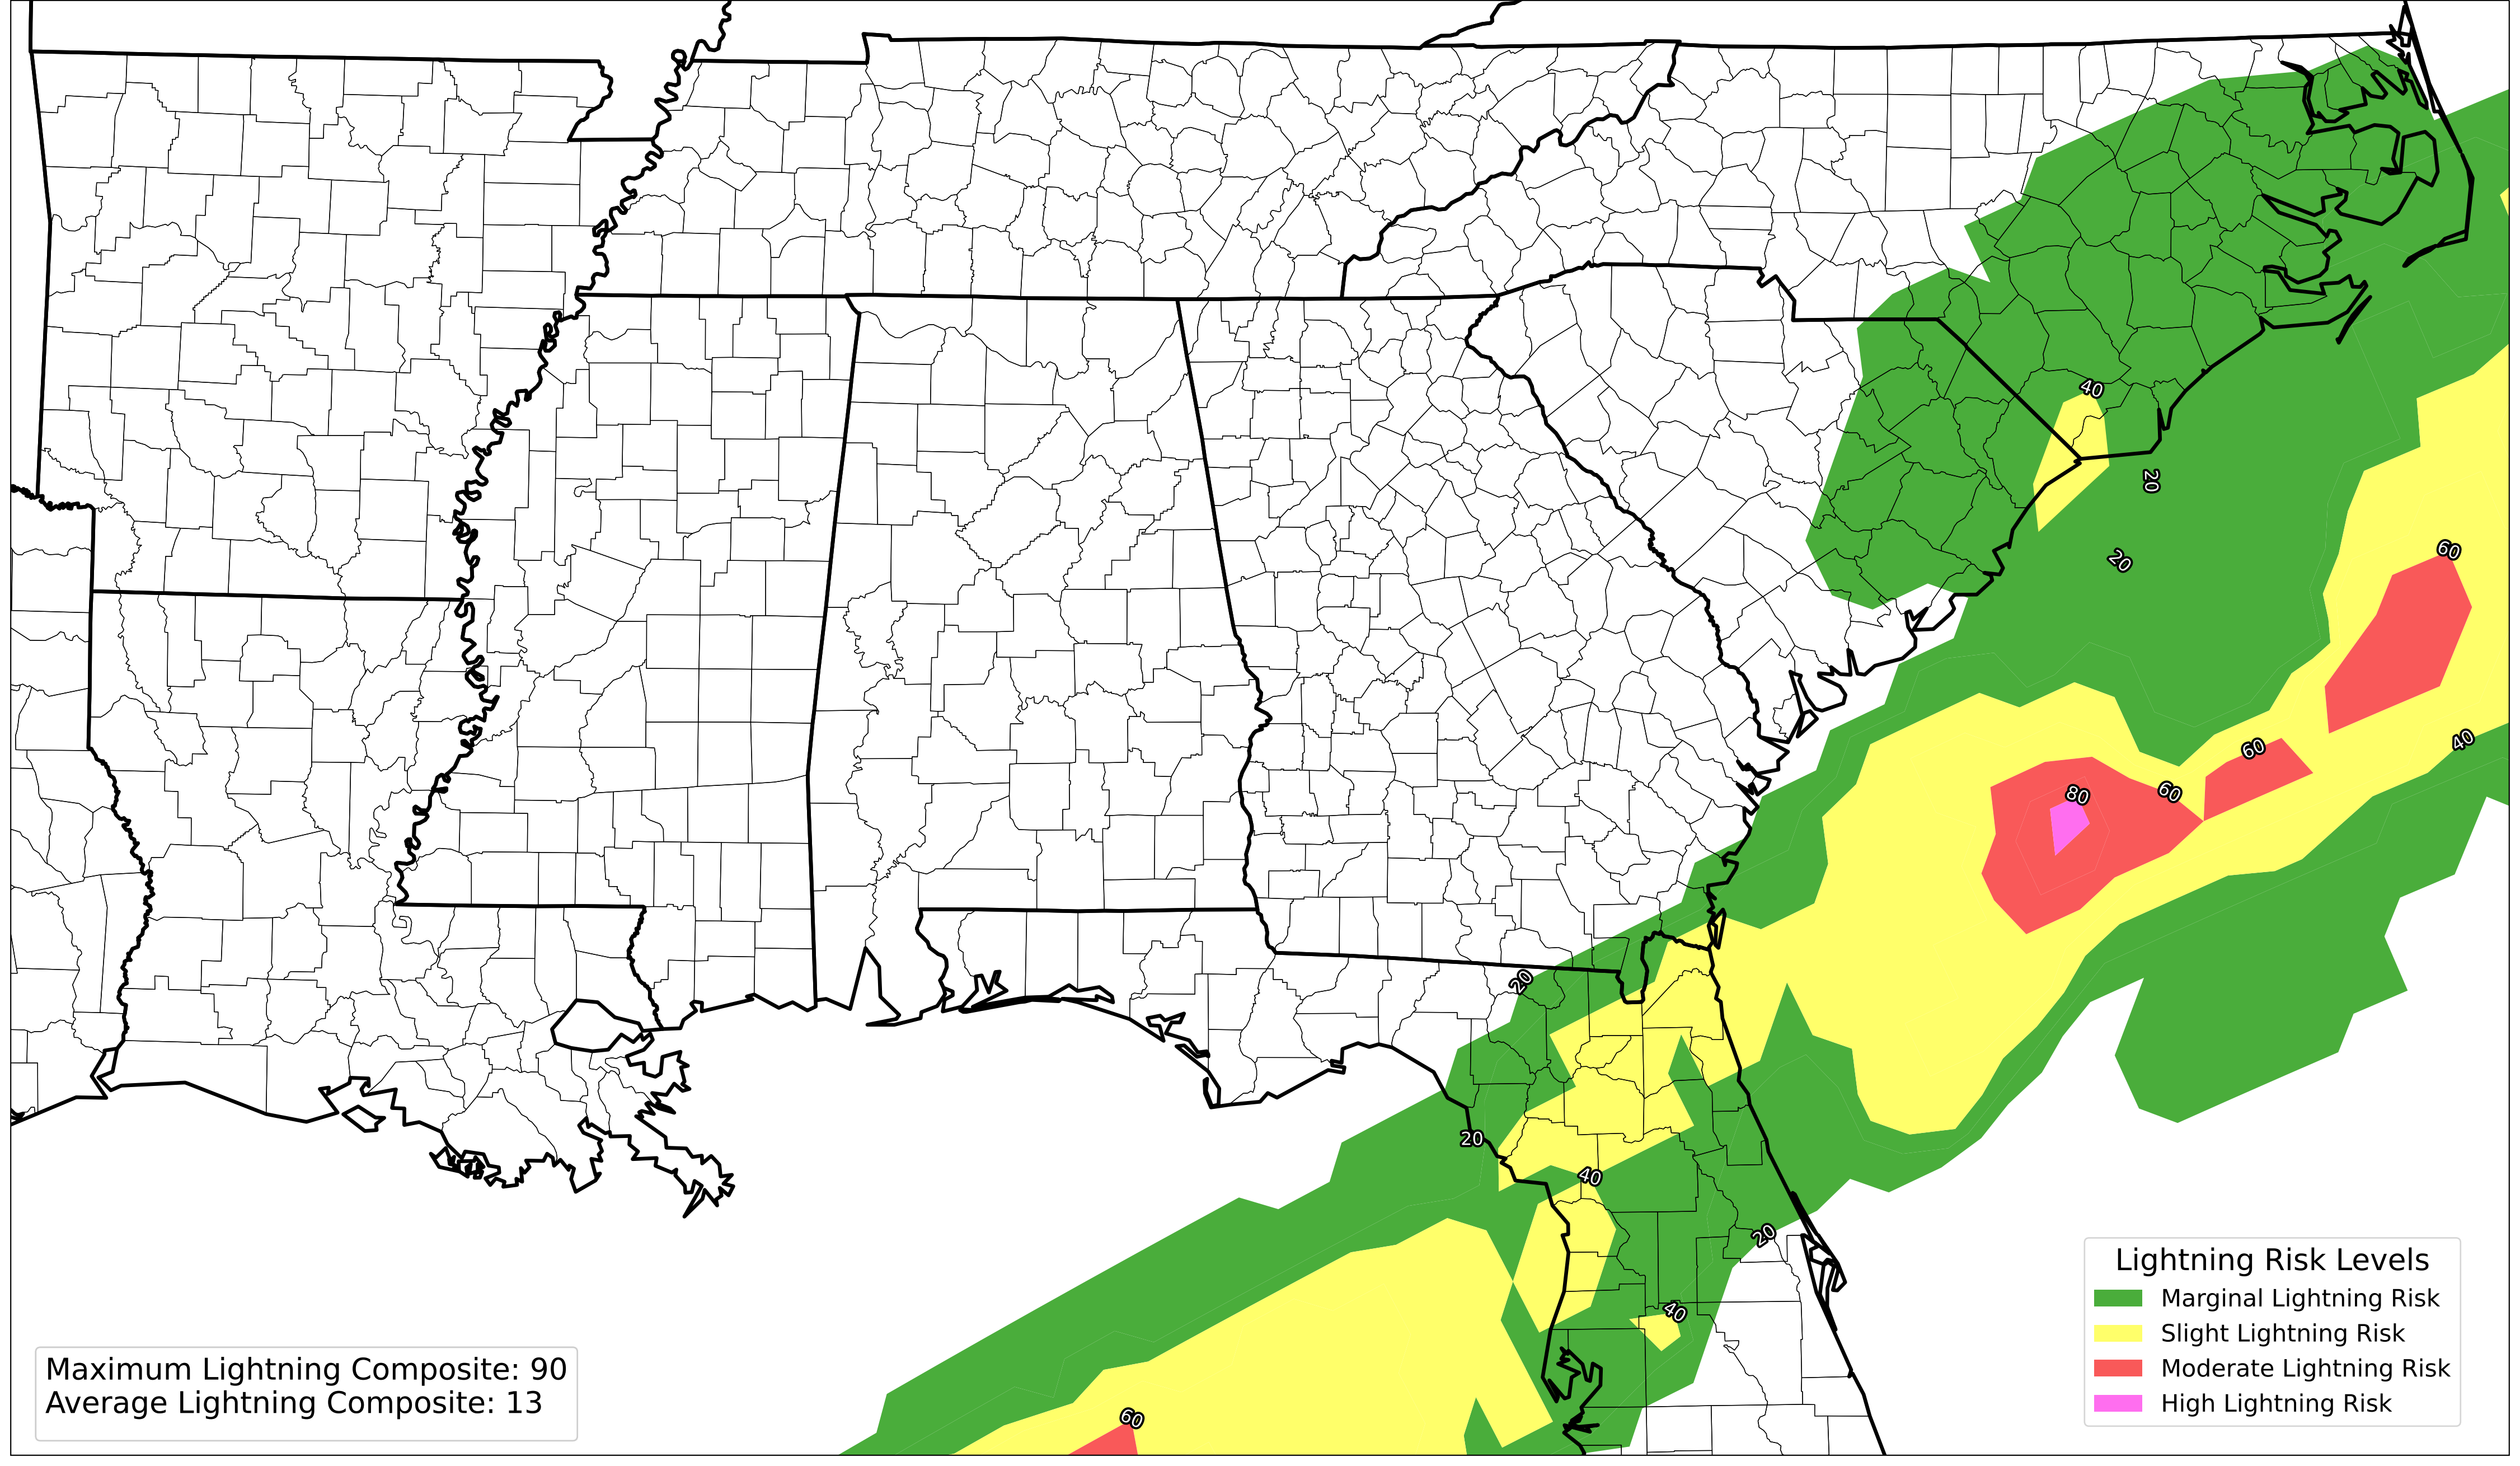 40
20
20
60
60
60
80
40
20
20
40
20
40
60
Lightning Risk Levels
Marginal Lightning Risk
Slight Lightning Risk
Moderate Lightning Risk
High Lightning Risk
Maximum Lightning Composite: 90
Average Lightning Composite: 13